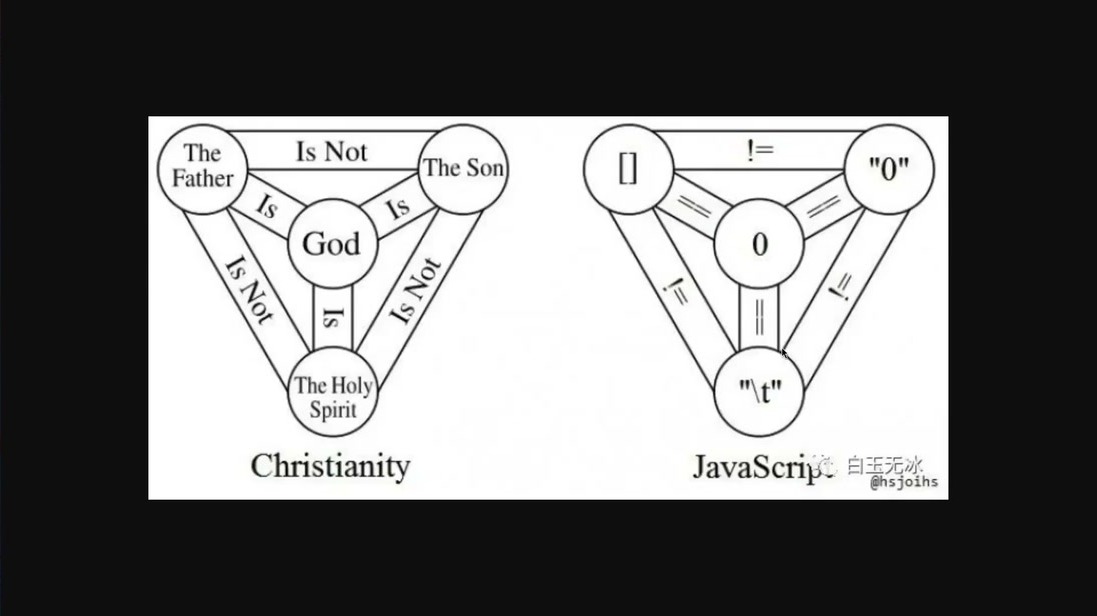 The
Father
Is Not
The Son
Is
Is
God
Is Not
Is Not
Is
The Holy
Spirit
Christianity
[]
!=
"0"
==
==
0
!=
!=
==
"\t"
JavaScript
白玉无冰
@hsjoihs